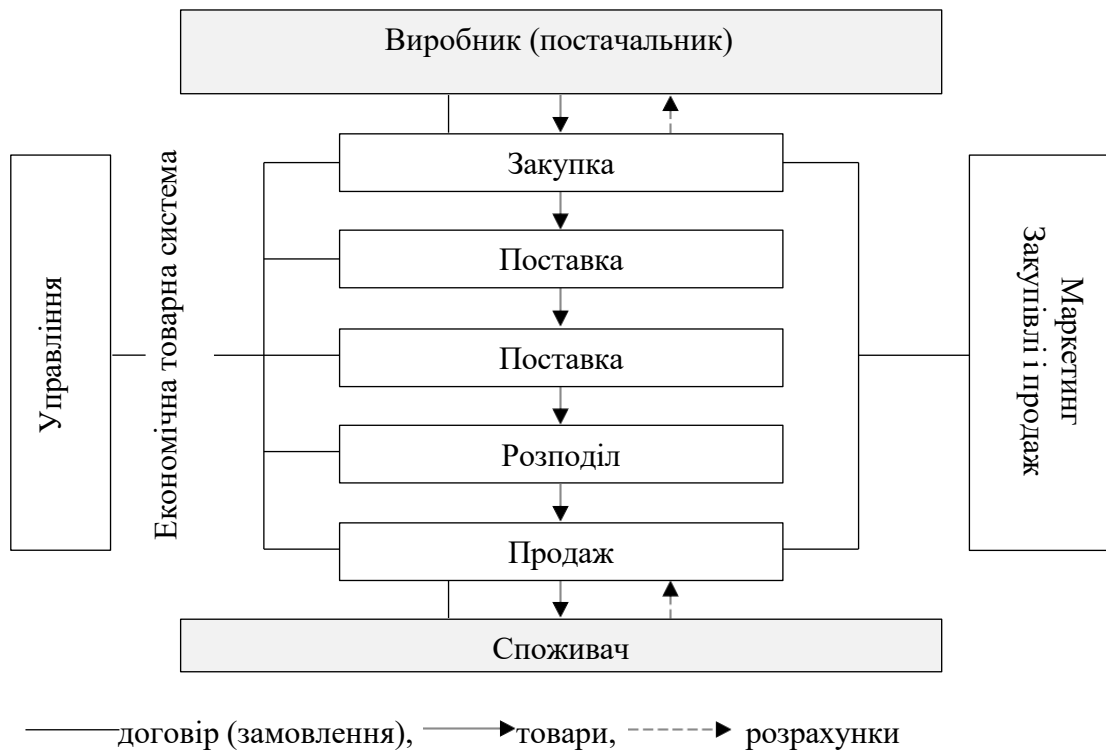 Виробник (постачальник)
Управління
Економічна товарна система
Закупка
Поставка
Поставка
Розподіл
Продаж
Маркетинг
Закупівлі і продаж
Споживач
договір (замовлення), товари, розрахунки